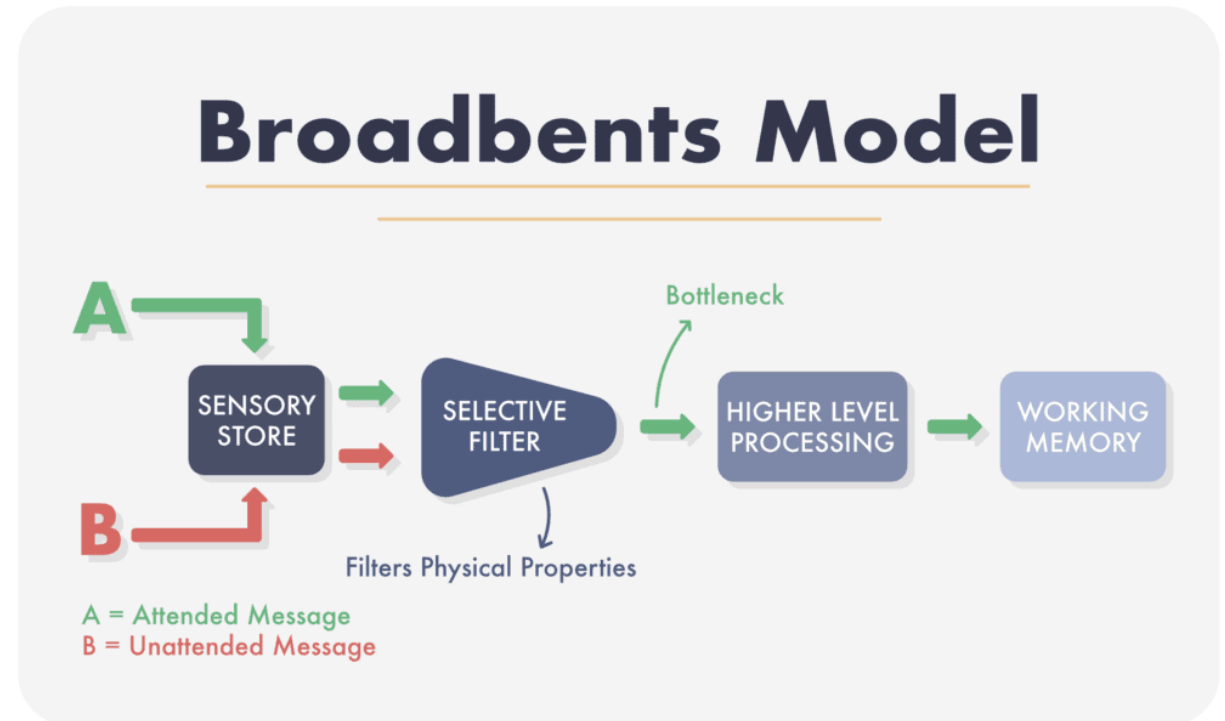 Broadbents Model
A
Bottleneck
SENSORY
STORE
SELECTIVE
FILTER
HIGHER LEVEL
PROCESSING
WORKING
MEMORY
B
Filters Physical Properties
A = Attended Message
B = Unattended Message